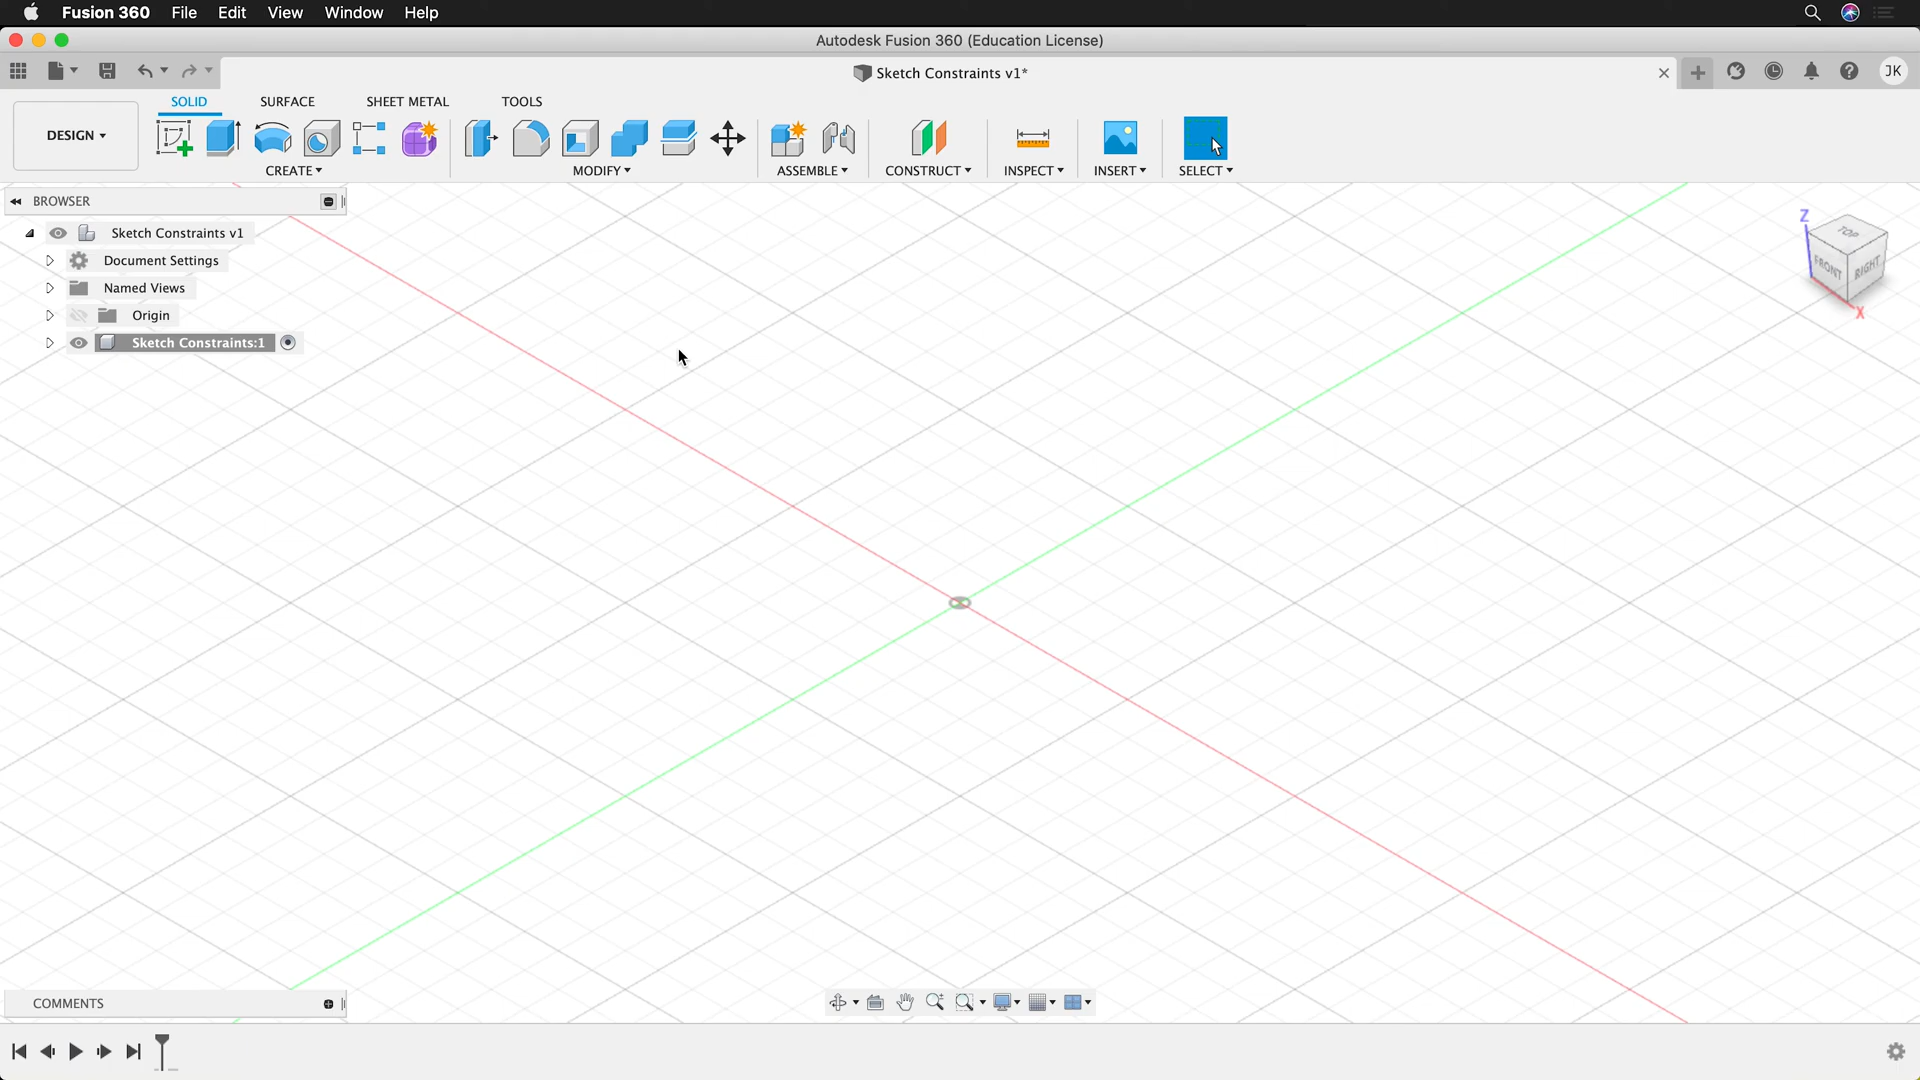 Fusion 360 File Edit View Window Help
Autodesk Fusion 360 (Education License)
Sketch Constraints v1*
JK
SOLID SURFACE SHEET METAL TOOLS
DESIGN
CREATE MODIFY ASSEMBLE CONSTRUCT INSPECT INSERT SELECT
BROWSER
Sketch Constraints v1
Document Settings
Named Views
Origin
Sketch Constraints:1
Z
TOP
FRONT RIGHT
X
COMMENTS